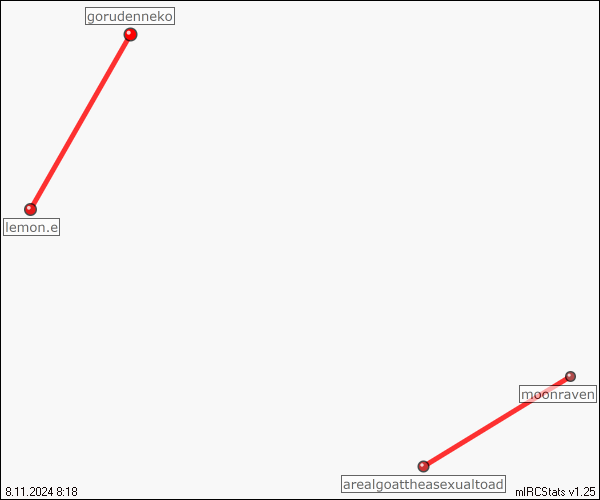 gorudenneko
lemon.e
moonraven
arealgoattheasexualtoad
8.11.2024 8:18
mIRCStats v1.25